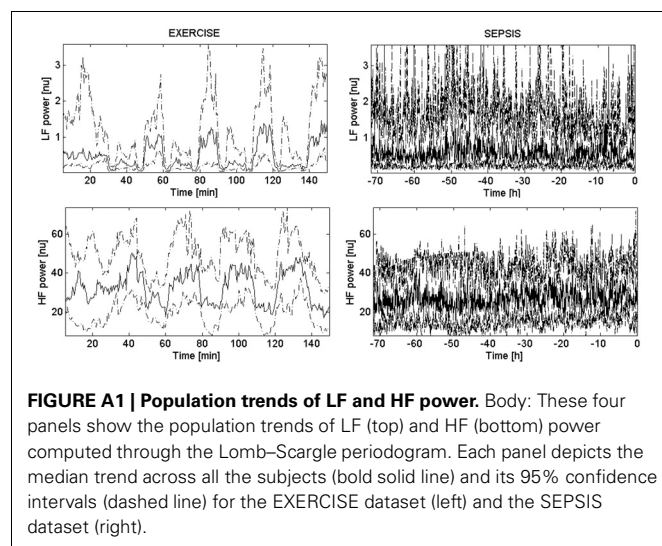 EXERCISE
SEPSIS
LF power [nu]
3
2
1
20 40 60 80 100 120 140
Time [min]
LF power [nu]
3
2
1
-70 -60 -50 -40 -30 -20 -10 0
Time [h]
HF power [nu]
60
40
20
20 40 60 80 100 120 140
Time [min]
HF power [nu]
60
40
20
-70 -60 -50 -40 -30 -20 -10 0
Time [h]
FIGURE A1 | Population trends of LF and HF power. Body: These four
panels show the population trends of LF (top) and HF (bottom) power
computed through the Lomb–Scargle periodogram. Each panel depicts the
median trend across all the subjects (bold solid line) and its 95% confidence
intervals (dashed line) for the EXERCISE dataset (left) and the SEPSIS
dataset (right).